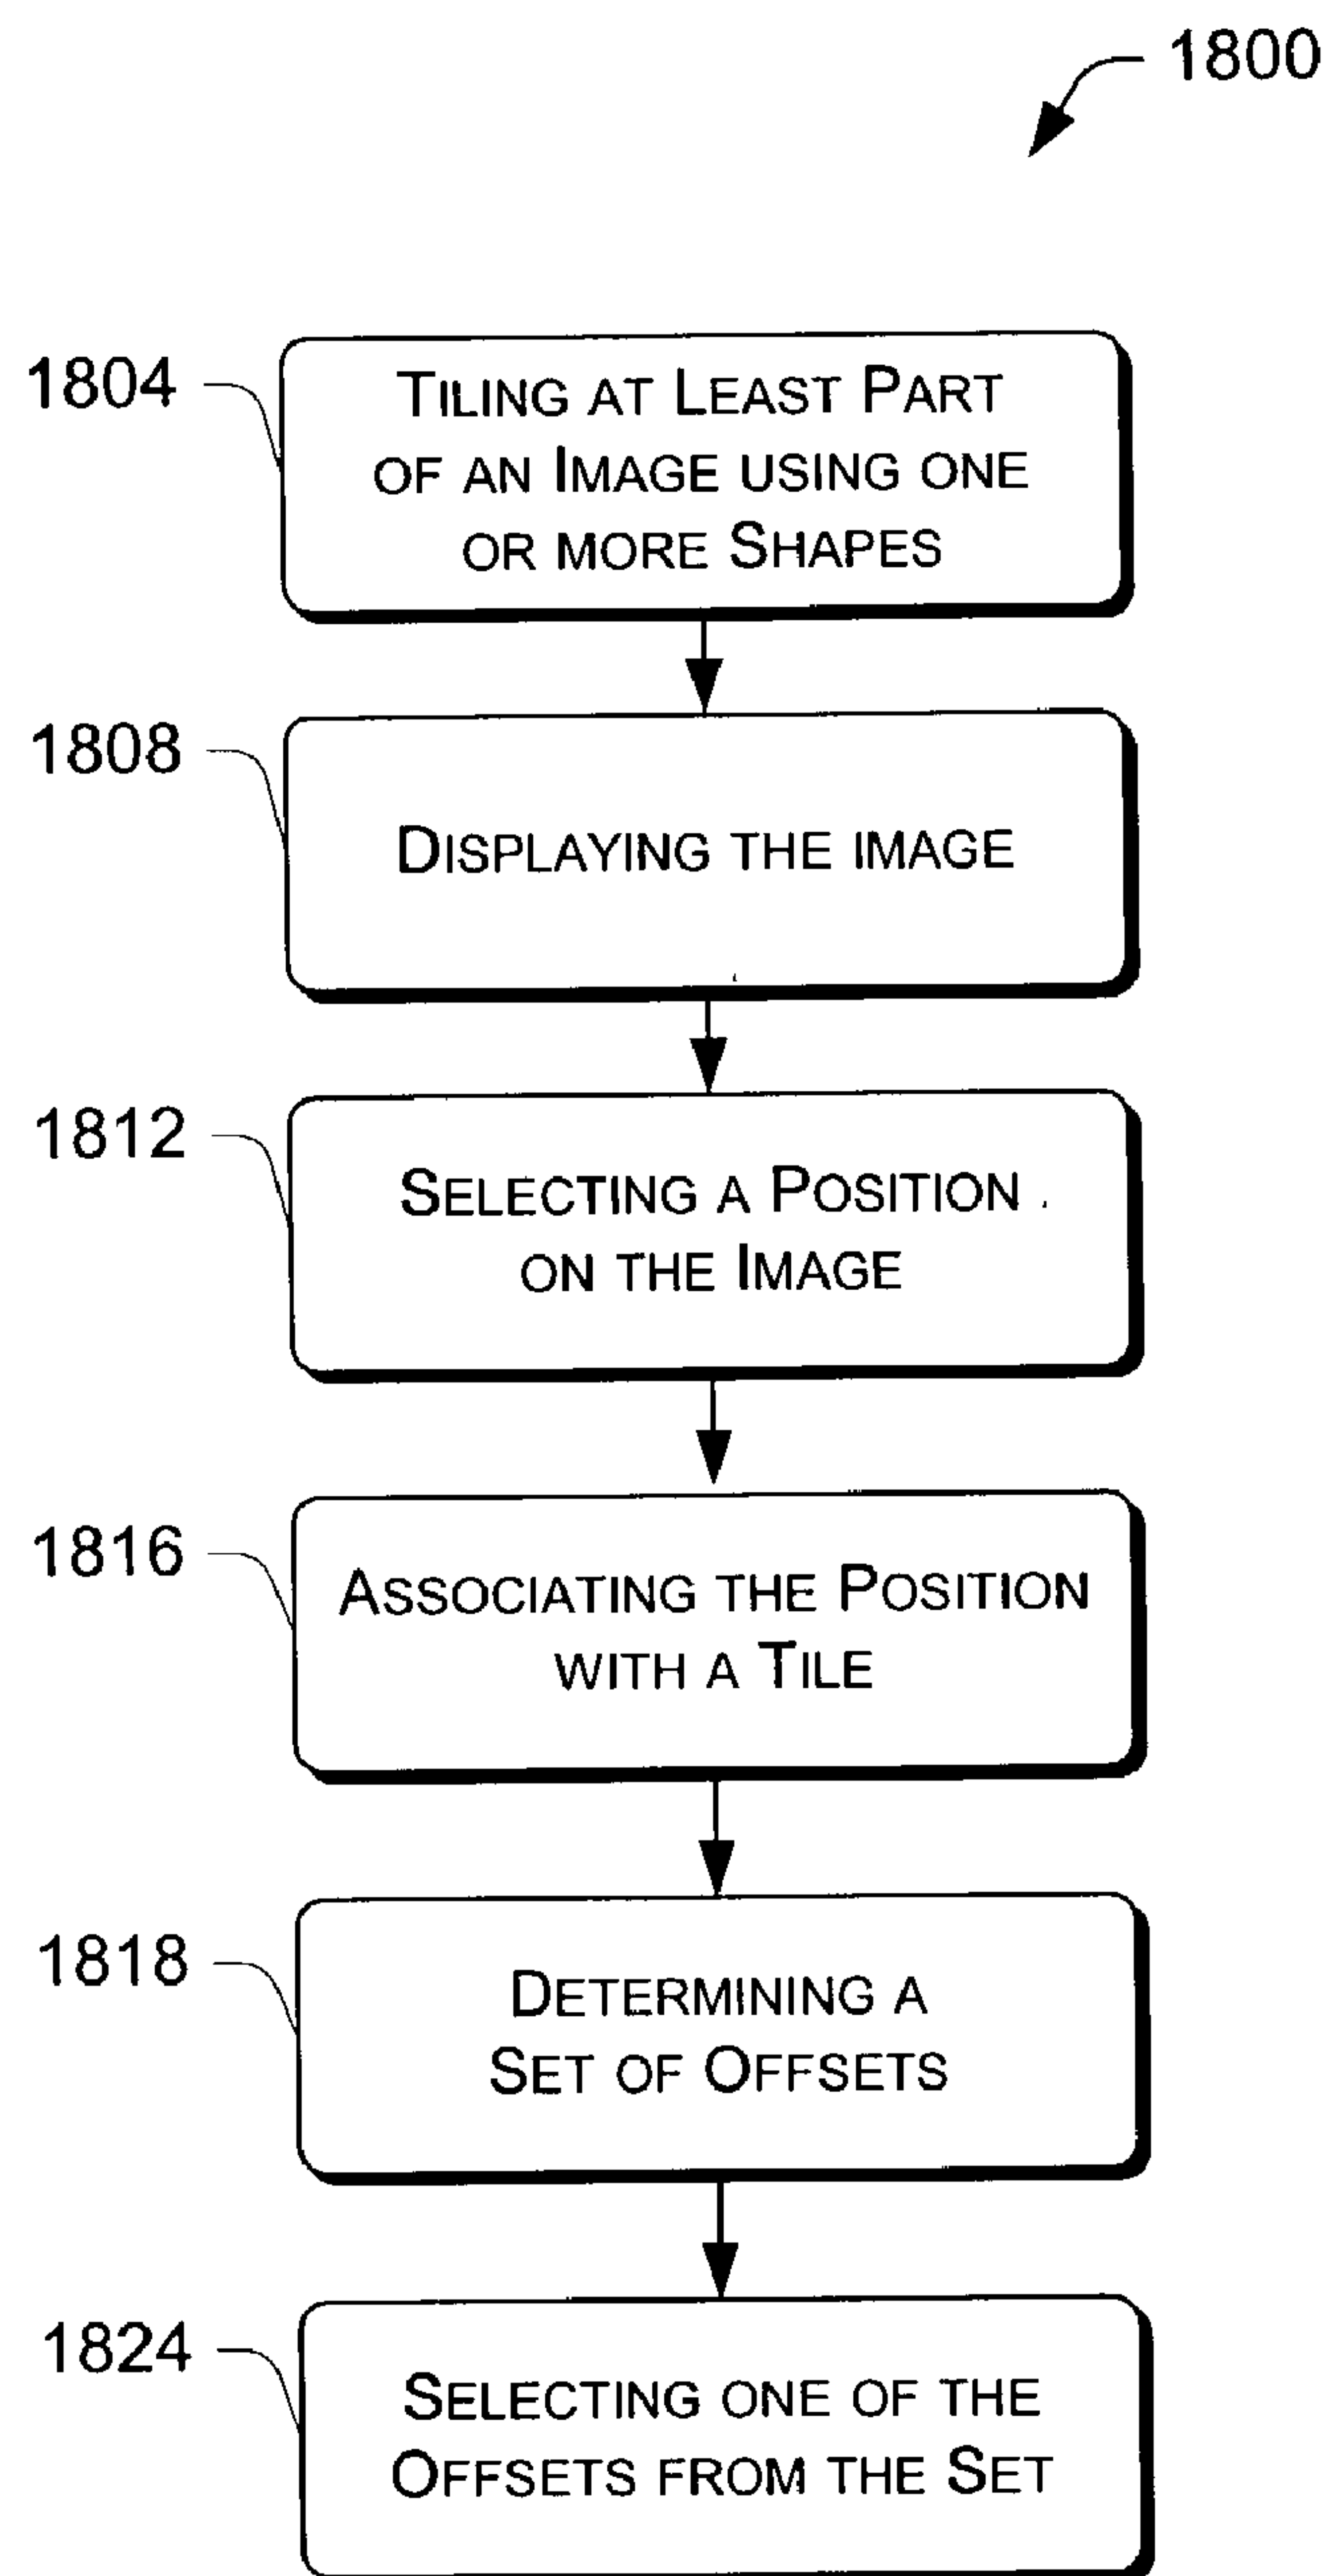 1800
1804
TILING AT LEAST PART
OF AN IMAGE USING ONE
OR MORE SHAPES
1808
DISPLAYING THE IMAGE
1812
SELECTING A POSITION
ON THE IMAGE
1816
ASSOCIATING THE POSITION
WITH A TILE
1818
DETERMINING A
SET OF OFFSETS
1824
SELECTING ONE OF THE
OFFSETS FROM THE SET